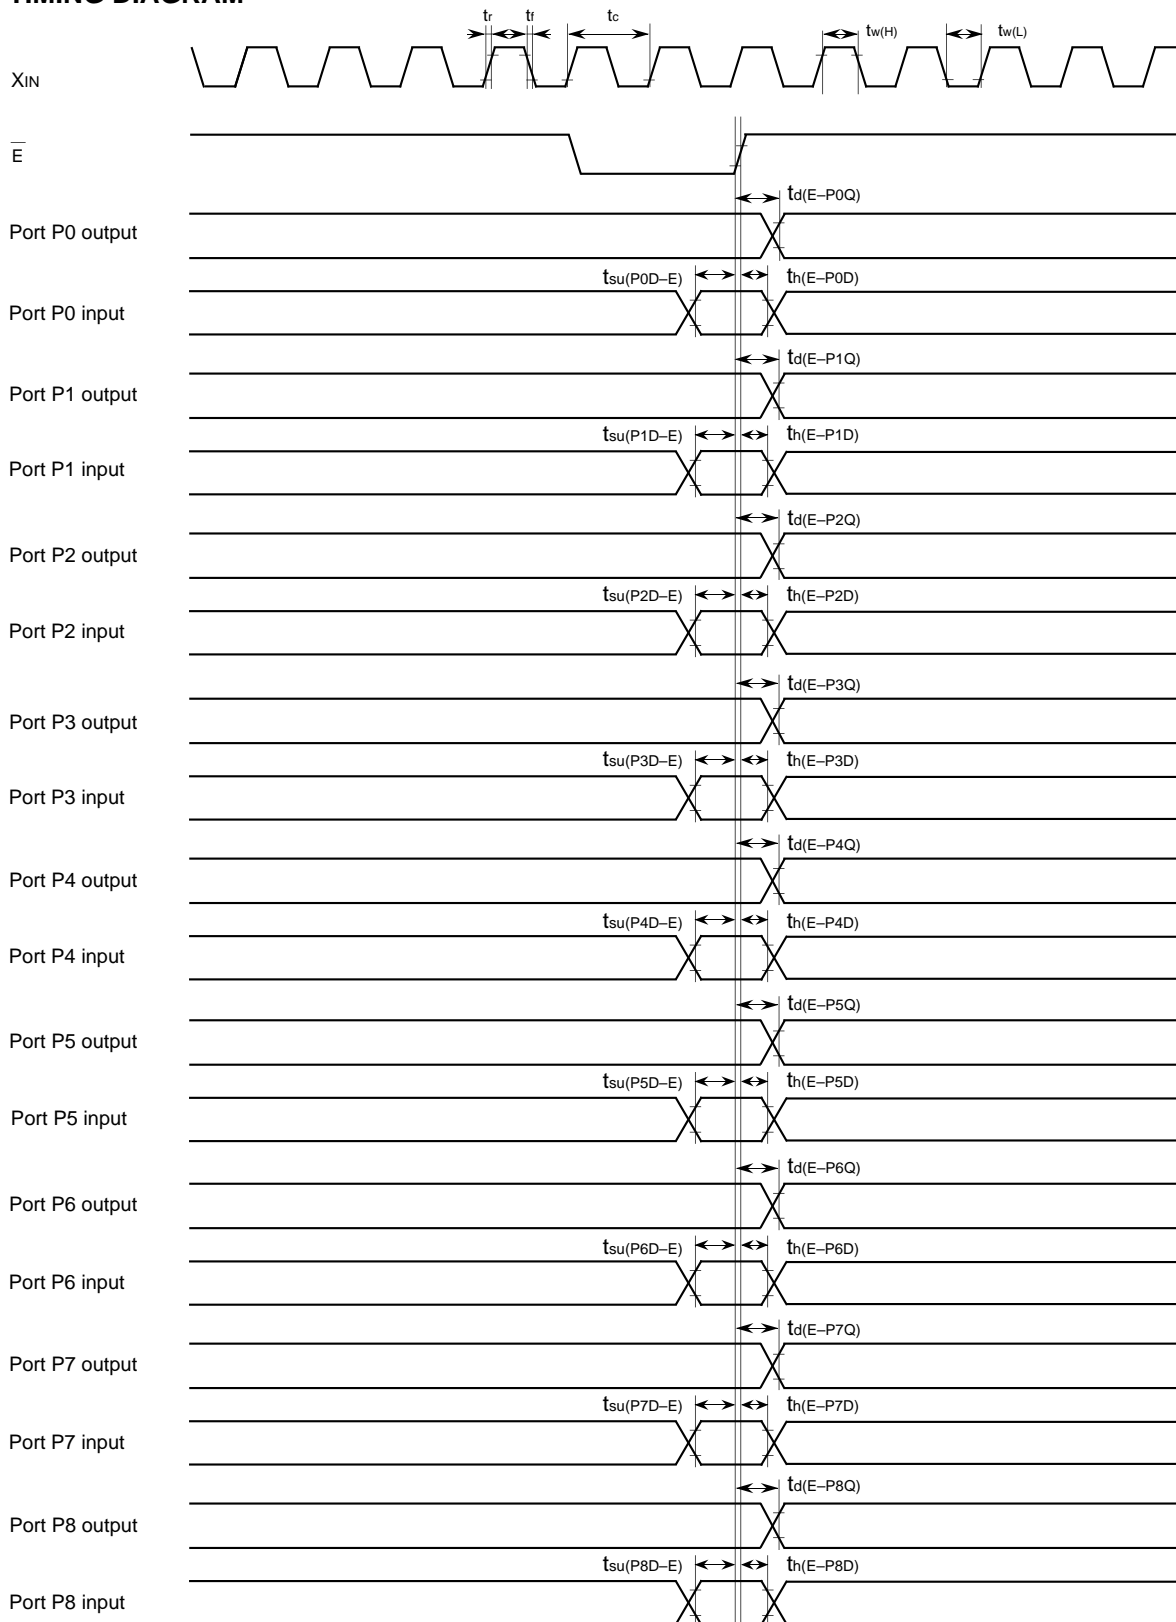 TIMING DIAGRAM
tr tf tc tw(H) tw(L)
XIN
E
td(E–P0Q)
Port P0 output
tsu(P0D–E) th(E–P0D)
Port P0 input
td(E–P1Q)
Port P1 output
tsu(P1D–E) th(E–P1D)
Port P1 input
td(E–P2Q)
Port P2 output
tsu(P2D–E) th(E–P2D)
Port P2 input
td(E–P3Q)
Port P3 output
tsu(P3D–E) th(E–P3D)
Port P3 input
td(E–P4Q)
Port P4 output
tsu(P4D–E) th(E–P4D)
Port P4 input
td(E–P5Q)
Port P5 output
tsu(P5D–E) th(E–P5D)
Port P5 input
td(E–P6Q)
Port P6 output
tsu(P6D–E) th(E–P6D)
Port P6 input
td(E–P7Q)
Port P7 output
tsu(P7D–E) th(E–P7D)
Port P7 input
td(E–P8Q)
Port P8 output
tsu(P8D–E) th(E–P8D)
Port P8 input